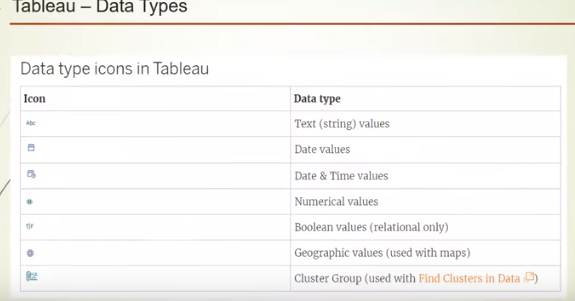 Tableau – Data Types
Data type icons in Tableau
Icon Data type
Abc Text (string) values
Date values
Date & Time values
# Numerical values
T|F Boolean values (relational only)
Geographic values (used with maps)
Cluster Group (used with Find Clusters in Data )